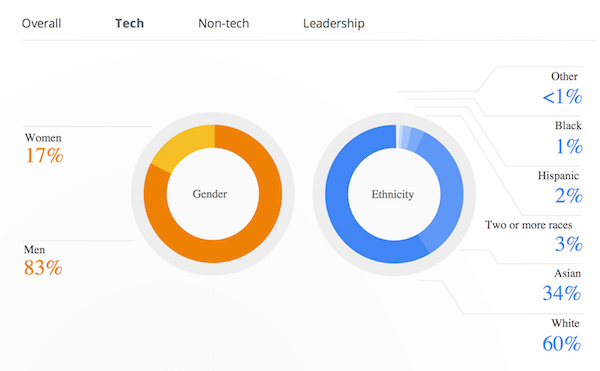 Overall Tech Non-tech Leadership
Women
17%
Men
83%
Gender
Ethnicity
Other
<1%
Black
1%
Hispanic
2%
Two or more races
3%
Asian
34%
White
60%